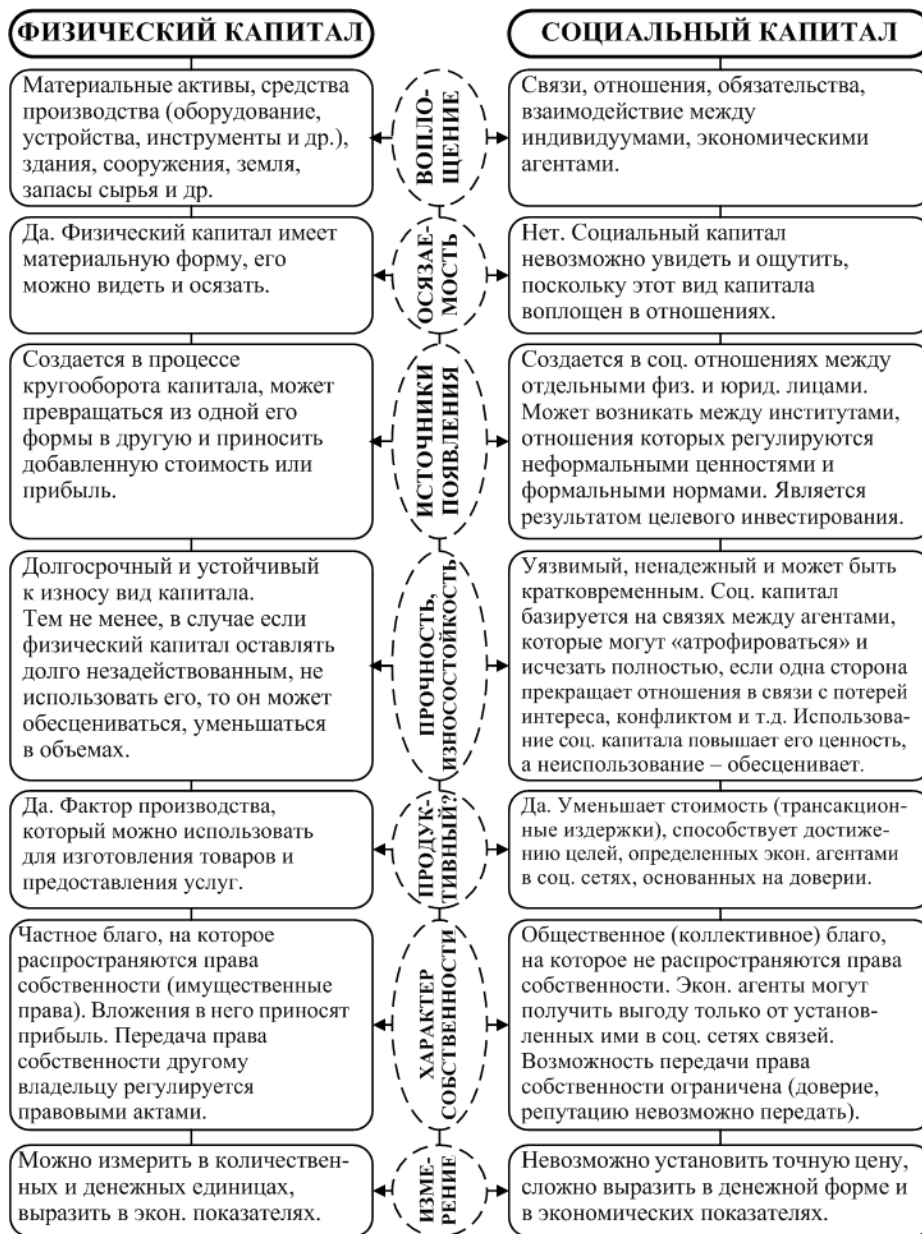 ФИЗИЧЕСКИЙ КАПИТАЛ
СОЦИАЛЬНЫЙ КАПИТАЛ
Материальные активы, средства
производства (оборудование,
устройства, инструменты и др.),
здания, сооружения, земля,
запасы сырья и др.
ВОПЛО-
ЩЕНИЕ
Связи, отношения, обязательства,
взаимодействие между
индивидуумами, экономическими
агентами.
Да. Физический капитал имеет
материальную форму, его
можно видеть и осязать.
ОСЯЗАЕ-
МОСТЬ
Нет. Социальный капитал
невозможно увидеть и ощутить,
поскольку этот вид капитала
воплощен в отношениях.
Создается в процессе
кругооборота капитала, может
превращаться из одной его
формы в другую и приносить
добавленную стоимость или
прибыль.
ИСТОЧНИКИ
ПОЯВЛЕНИЯ
Создается в соц. отношениях между
отдельными физ. и юрид. лицами.
Может возникать между институтами,
отношения которых регулируются
неформальными ценностями и
формальными нормами. Является
результатом целевого инвестирования.
Долгосрочный и устойчивый
к износу вид капитала.
Тем не менее, в случае если
физический капитал оставлять
долго незадействованным, не
использовать его, то он может
обесцениваться, уменьшаться
в объемах.
ПРОЧНОСТЬ,
ИЗНОСОСТОЙКОСТЬ
Уязвимый, ненадежный и может быть
кратковременным. Соц. капитал
базируется на связях между агентами,
которые могут «атрофироваться» и
исчезать полностью, если одна сторона
прекращает отношения в связи с потерей
интереса, конфликтом и т.д. Использова-
ние соц. капитала повышает его ценность,
а неиспользование – обесценивает.
Да. Фактор производства,
который можно использовать
для изготовления товаров и
предоставления услуг.
ПРОДУК-
ТИВНЫЙ?
Да. Уменьшает стоимость (трансакцион-
ные издержки), способствует достиже-
нию целей, определенных экон. агентами
в соц. сетях, основанных на доверии.
Частное благо, на которое
распространяются права
собственности (имущественные
права). Вложения в него приносят
прибыль. Передача права
собственности другому
владельцу регулируется
правовыми актами.
ХАРАКТЕР
СОБСТВЕННОСТИ
Общественное (коллективное) благо,
на которое не распространяются права
собственности. Экон. агенты могут
получить выгоду только от установ-
ленных ими в соц. сетях связей.
Возможность передачи права
собственности ограничена (доверие,
репутацию невозможно передать).
Можно измерить в количествен-
ных и денежных единицах,
выразить в экон. показателях.
ИЗМЕ-
РЕНИЕ
Невозможно установить точную цену,
сложно выразить в денежной форме и
в экономических показателях.